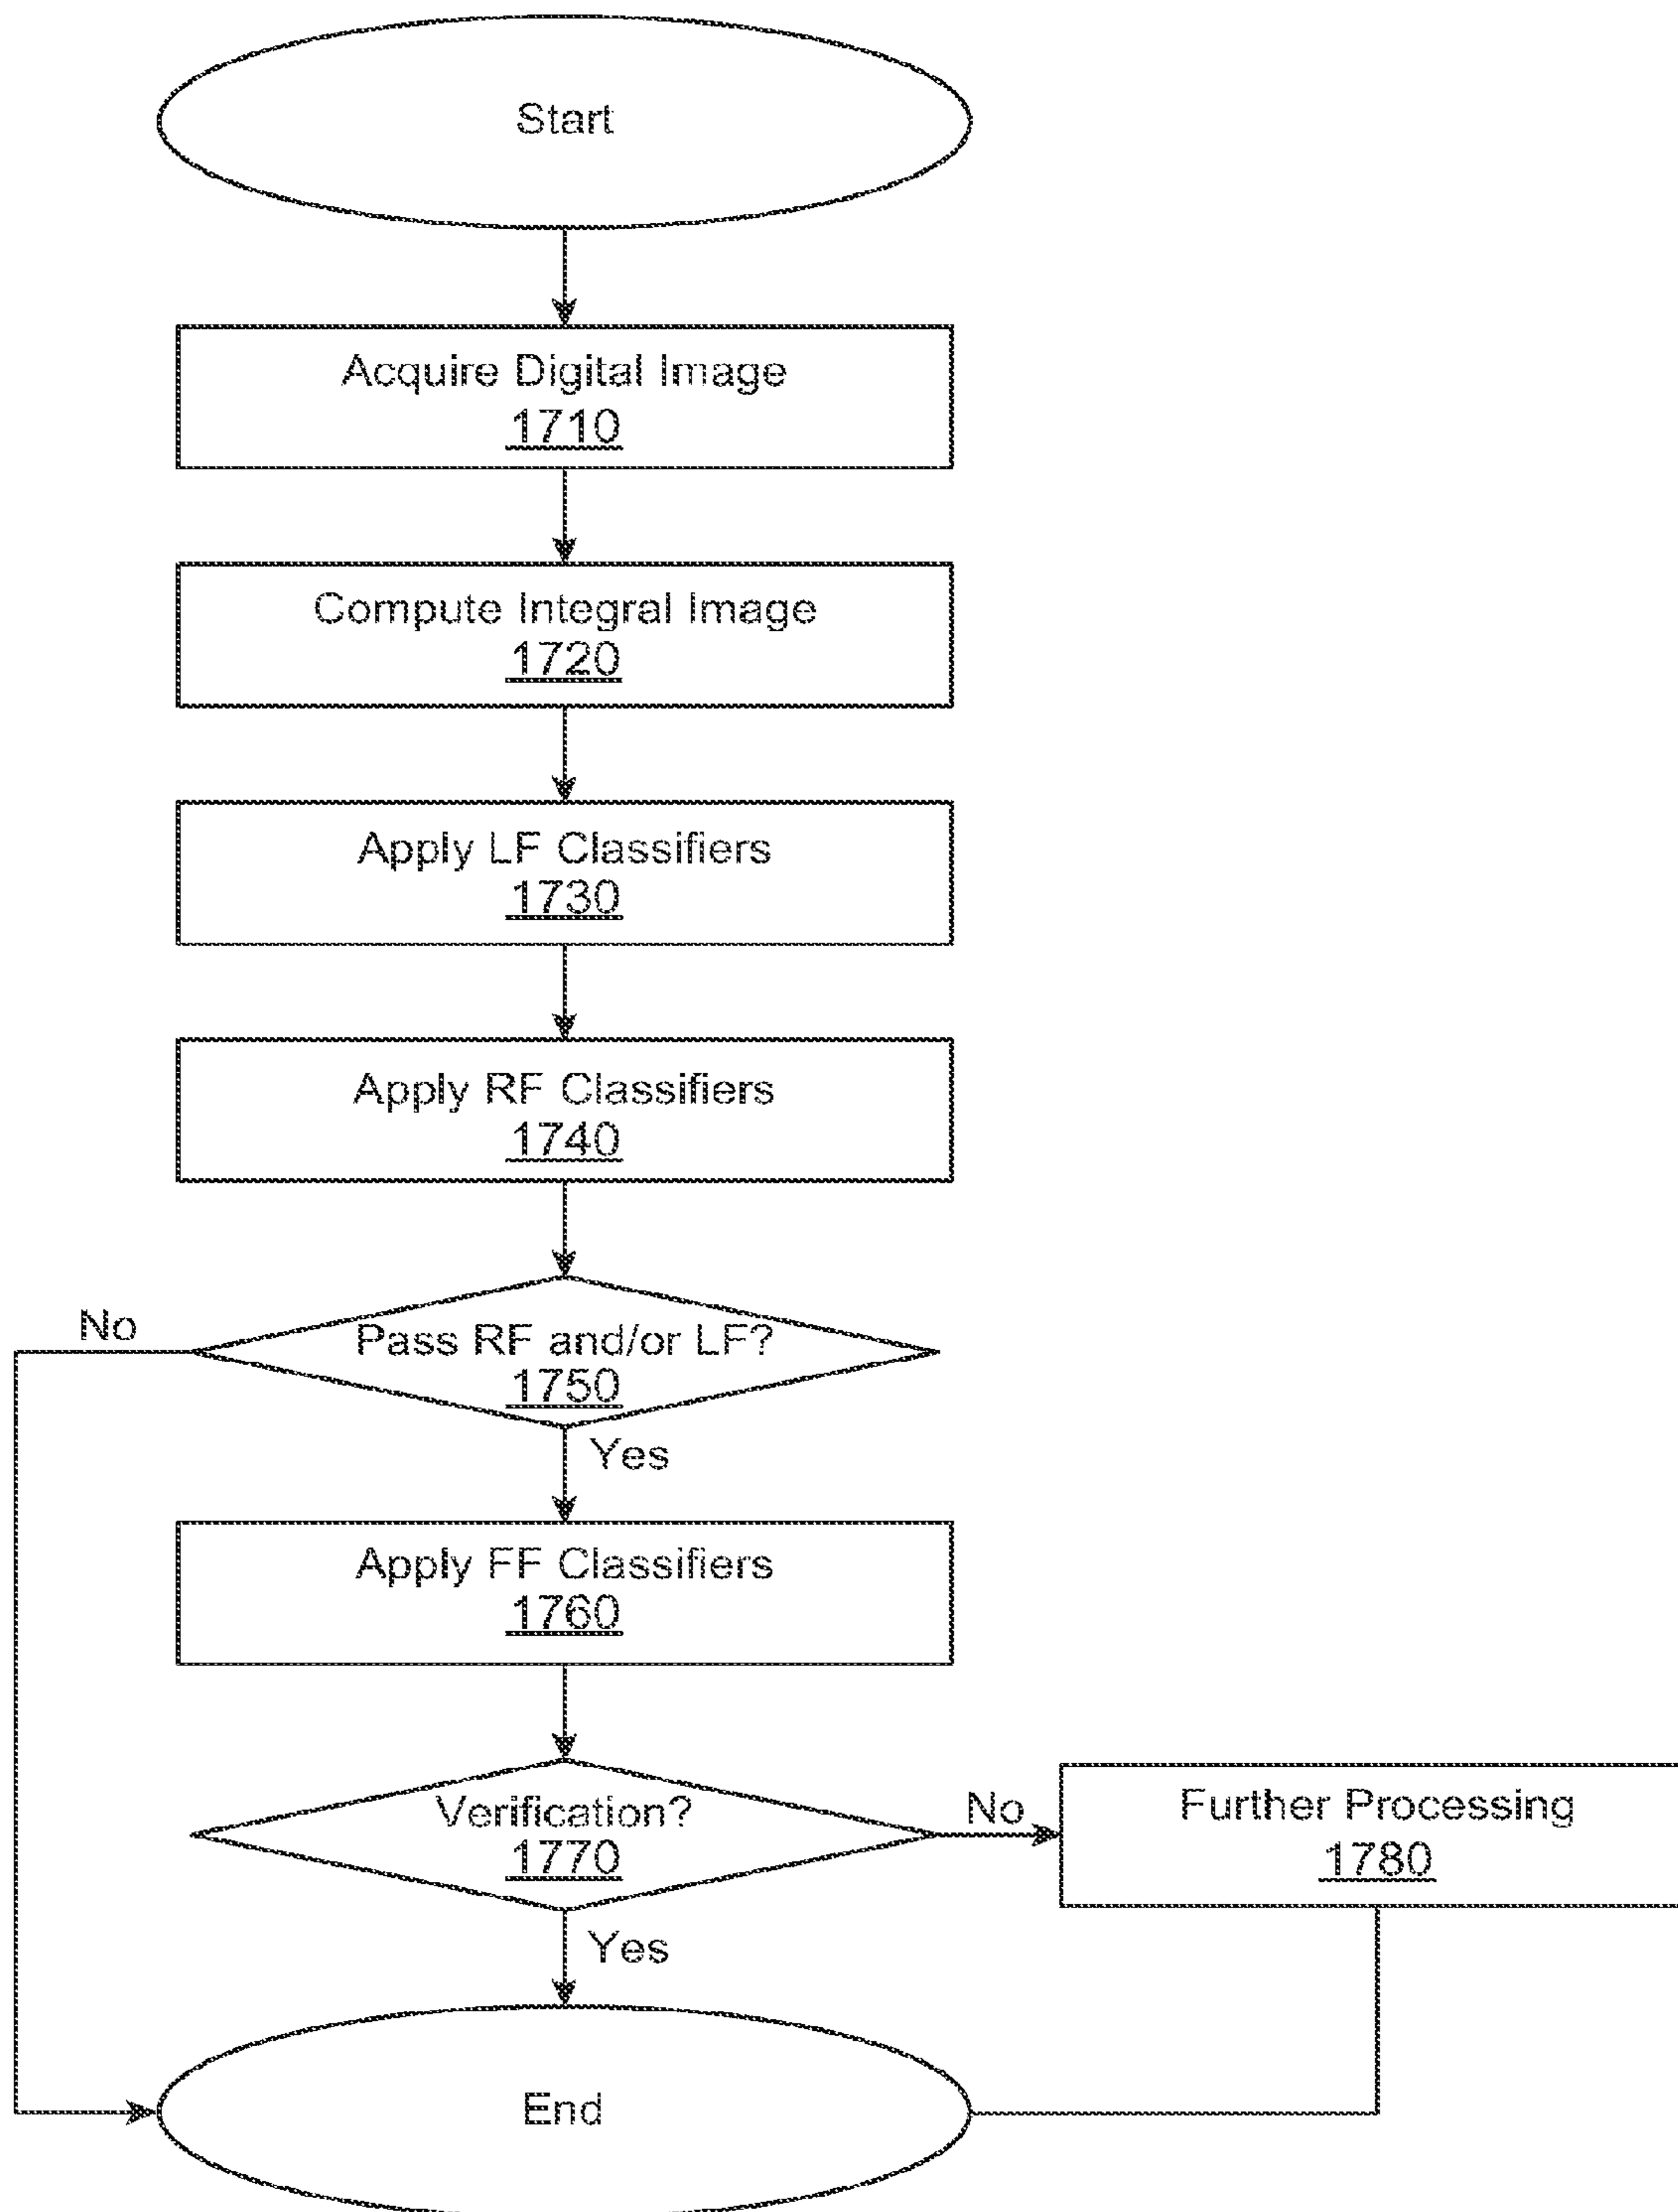 Start
Acquire Digital Image
1710
Compute Integral Image
1720
Apply LF Classifiers
1730
Apply RF Classifiers
1740
No
Pass RF and/or LF?
1750
Yes
Apply FF Classifiers
1760
Verification?
1770
No
Further Processing
1780
Yes
End